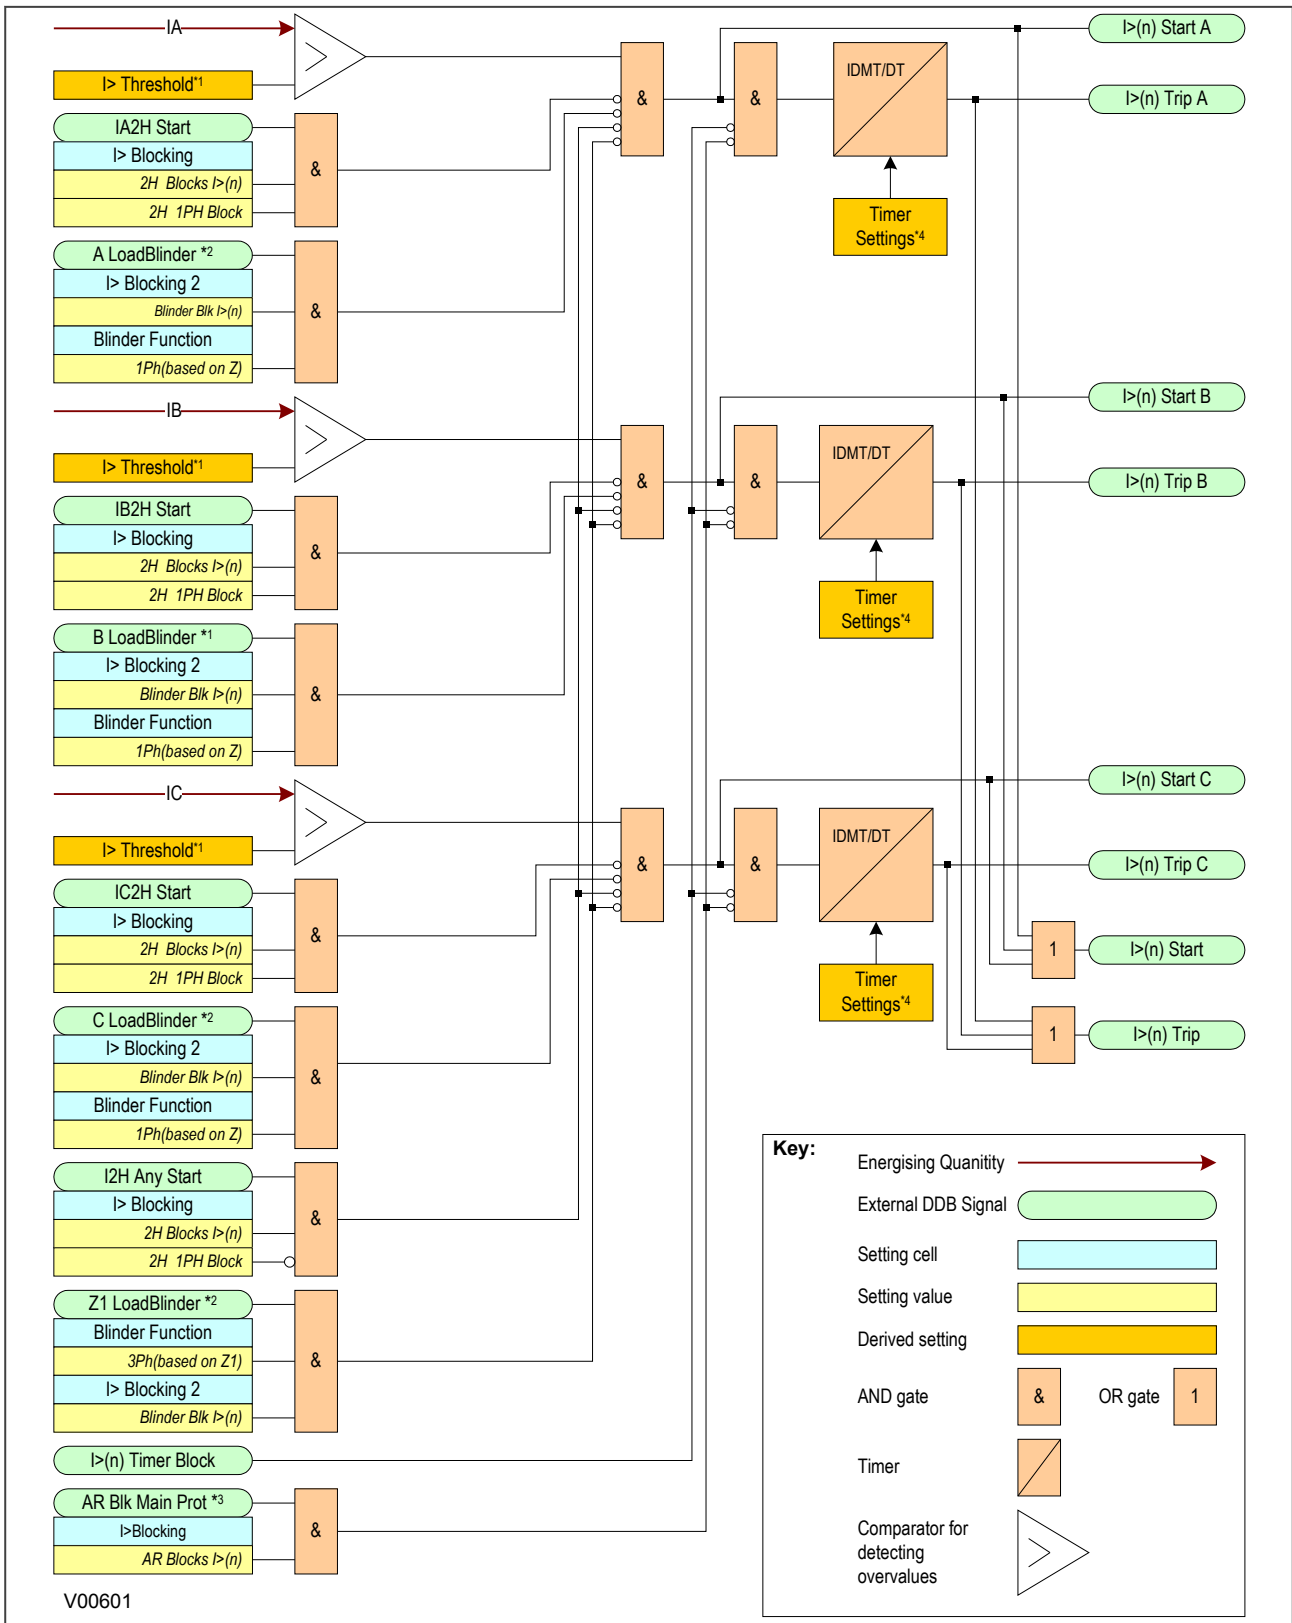 IA
I> Threshold*1
IA2H Start
I> Blocking
2H Blocks I>(n)
2H 1PH Block
&
A LoadBlinder *2
I> Blocking 2
Blinder Blk I>(n)
Blinder Function
1Ph(based on Z)
&
&
&
IDMT/DT
Timer
Settings*4
I>(n) Start A
I>(n) Trip A
IB
I> Threshold*1
IB2H Start
I> Blocking
2H Blocks I>(n)
2H 1PH Block
&
B LoadBlinder *1
I> Blocking 2
Blinder Blk I>(n)
Blinder Function
1Ph(based on Z)
&
&
&
IDMT/DT
Timer
Settings*4
I>(n) Start B
I>(n) Trip B
IC
I> Threshold*1
IC2H Start
I> Blocking
2H Blocks I>(n)
2H 1PH Block
&
C LoadBlinder *2
I> Blocking 2
Blinder Blk I>(n)
Blinder Function
1Ph(based on Z)
&
&
&
IDMT/DT
Timer
Settings*4
I>(n) Start C
I>(n) Trip C
1
I>(n) Start
1
I>(n) Trip
I2H Any Start
I> Blocking
2H Blocks I>(n)
2H 1PH Block
&
Z1 LoadBlinder *2
Blinder Function
3Ph(based on Z1)
I> Blocking 2
Blinder Blk I>(n)
&
I>(n) Timer Block
AR Blk Main Prot *3
I>Blocking
AR Blocks I>(n)
&
V00601
Key:
Energising Quanitity
External DDB Signal
Setting cell
Setting value
Derived setting
AND gate
&
OR gate
1
Timer
Comparator for
detecting
overvalues